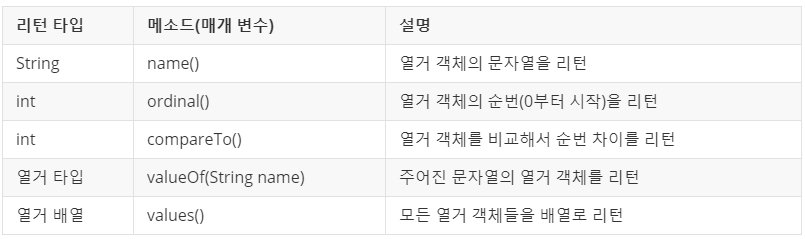 리턴 타입 메소드(매개 변수) 설명
String name() 열거 객체의 문자열을 리턴
int ordinal() 열거 객체의 순번(0부터 시작)을 리턴
int compareTo() 열거 객체를 비교해서 순번 차이를 리턴
열거 타입 valueOf(String name) 주어진 문자열의 열거 객체를 리턴
열거 배열 values() 모든 열거 객체들을 배열로 리턴